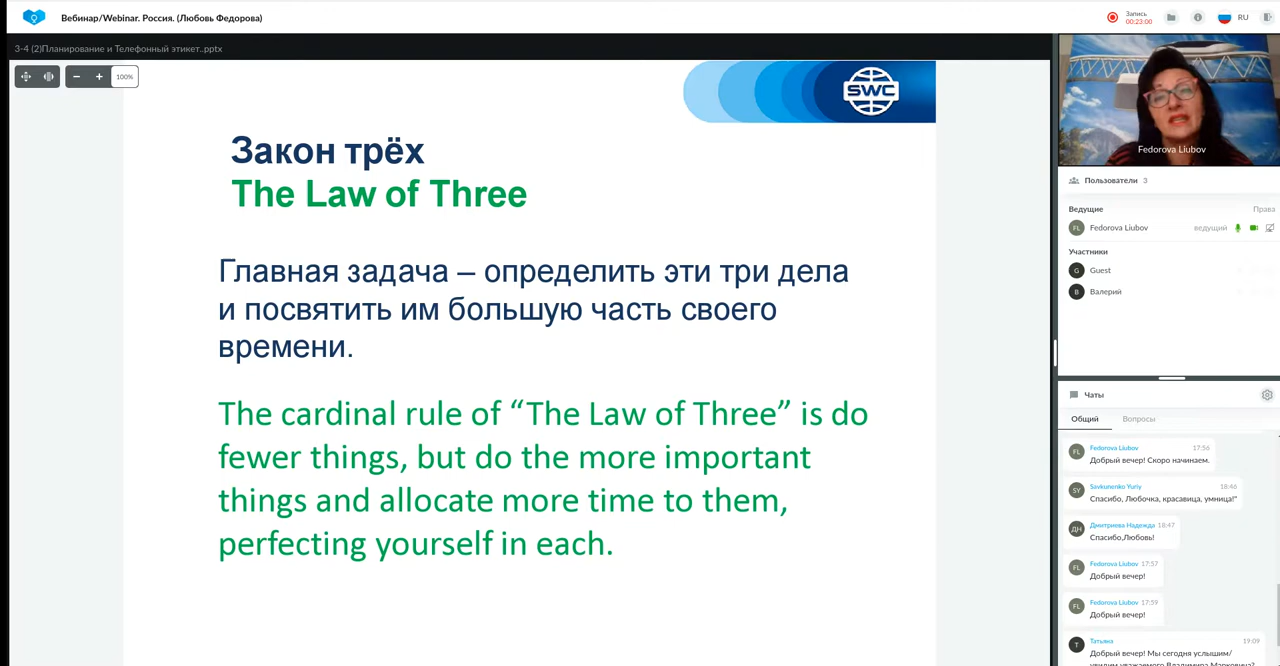 Вебинар/Webinar. Россия. (Любовь Федорова)
Запись
00:23:00
RU
3-4 (2)Планирование и Телефонный этикет..pptx
100%
SWC
Закон трёх
The Law of Three
Главная задача – определить эти три дела
и посвятить им большую часть своего
времени.
The cardinal rule of “The Law of Three” is do
fewer things, but do the more important
things and allocate more time to them,
perfecting yourself in each.
Fedorova Liubov
Пользователи 3
Ведущие Права
FL Fedorova Liubov ведущий
Участники
G Guest
В Валерий
Чаты
Общий Вопросы
FL Fedorova Liubov 17:56
Добрый вечер! Скоро начинаем.
SY Savkunenko Yuriy 18:46
Спасибо, Любочка, красавица, умница!"
ДН Дмитриева Надежда 18:47
Спасибо,Любовь!
FL Fedorova Liubov 17:57
Добрый вечер!
FL Fedorova Liubov 17:59
Добрый вечер!
Т Татьяна 19:09
Добрый вечер! Мы сегодня услышим/
увидим уважаемого Владимира Марковича?